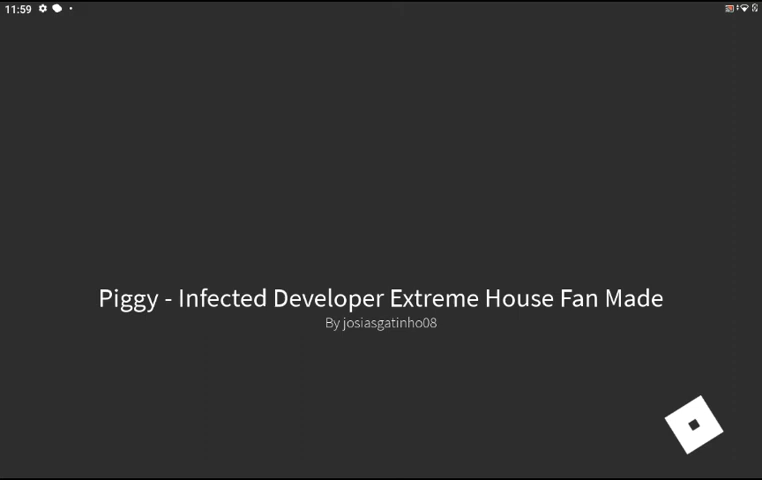 11:59
Piggy - Infected Developer Extreme House Fan Made
By josiasgatinho08